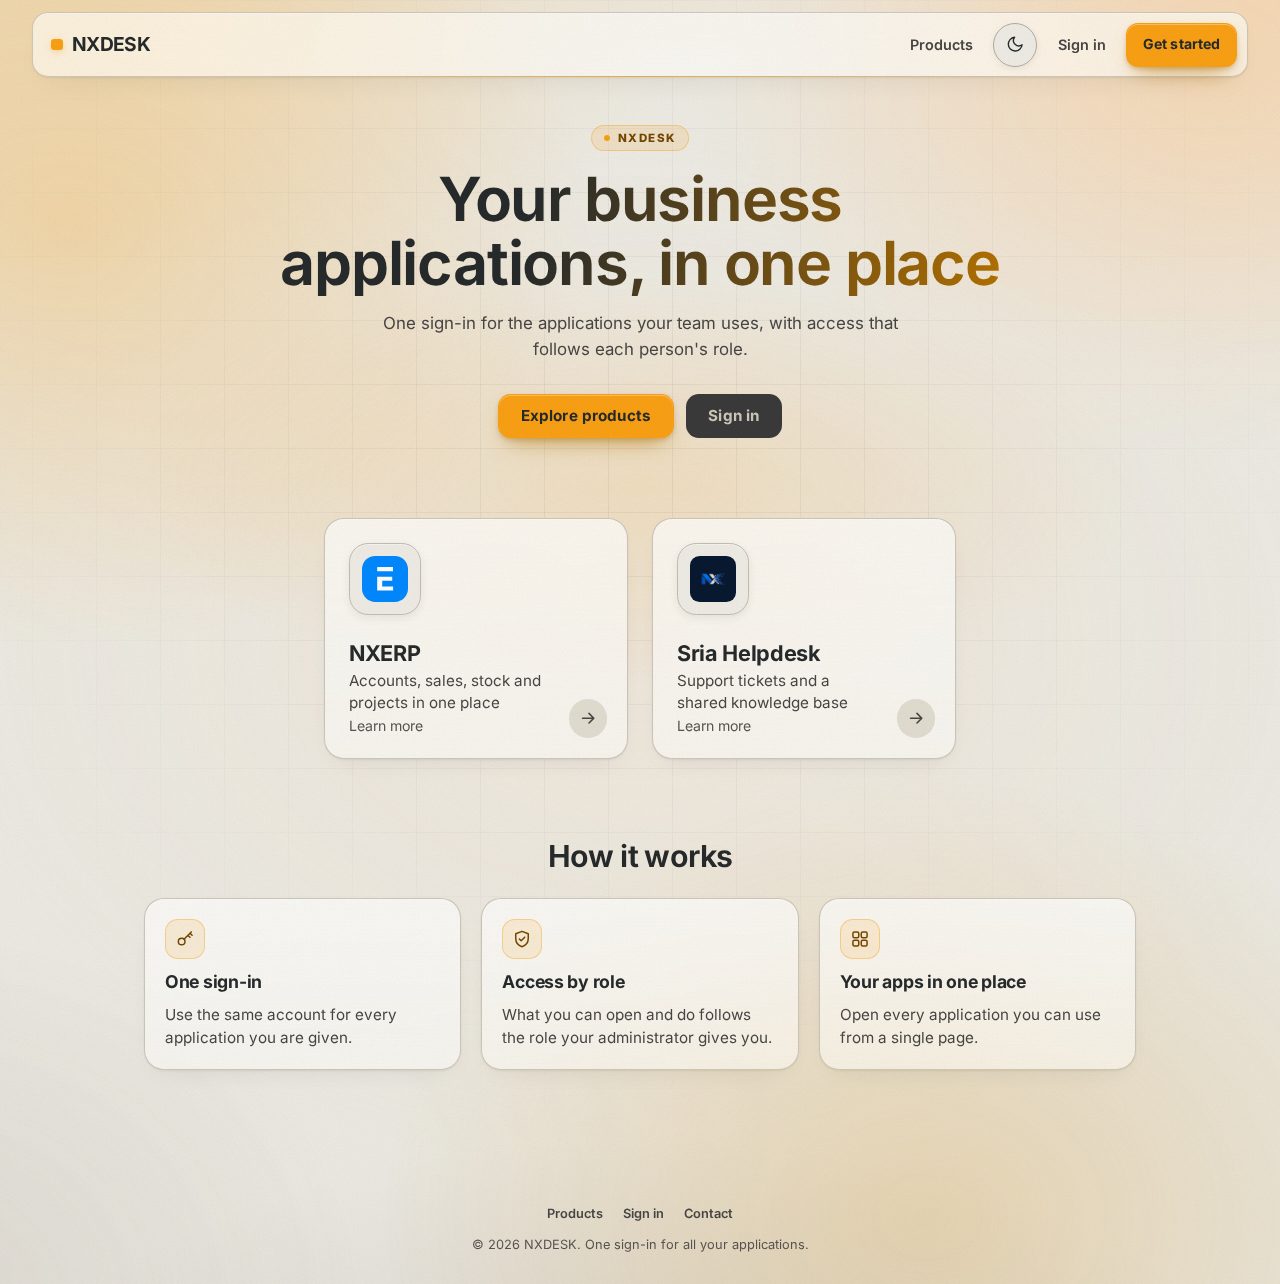 NXDESK
Products
Sign in
Get started
NXDESK
Your business
applications, in one place
One sign-in for the applications your team uses, with access that
follows each person's role.
Explore products
Sign in
E
NX
NXERP
Accounts, sales, stock and
projects in one place
Learn more
Sria Helpdesk
Support tickets and a
shared knowledge base
Learn more
How it works
One sign-in
Use the same account for every
application you are given.
Access by role
What you can open and do follows
the role your administrator gives you.
Your apps in one place
Open every application you can use
from a single page.
Products
Sign in
Contact
© 2026 NXDESK. One sign-in for all your applications.